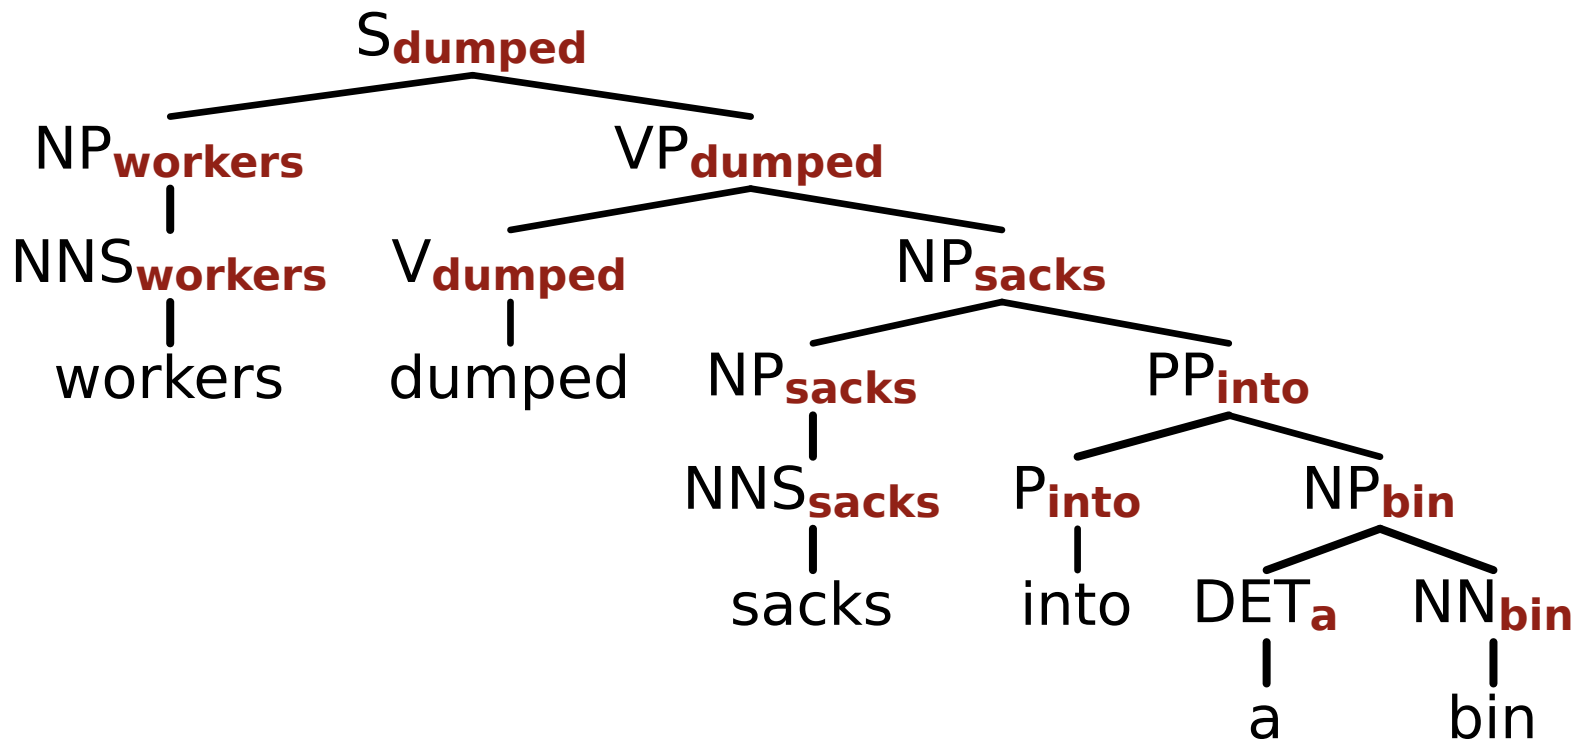 Sdumped
NPworkers VPdumped
NNSworkers Vdumped NPsacks
workers dumped NPsacks PPinto
NNSsacks Pinto NPbin
sacks into DETa NNbin
a bin